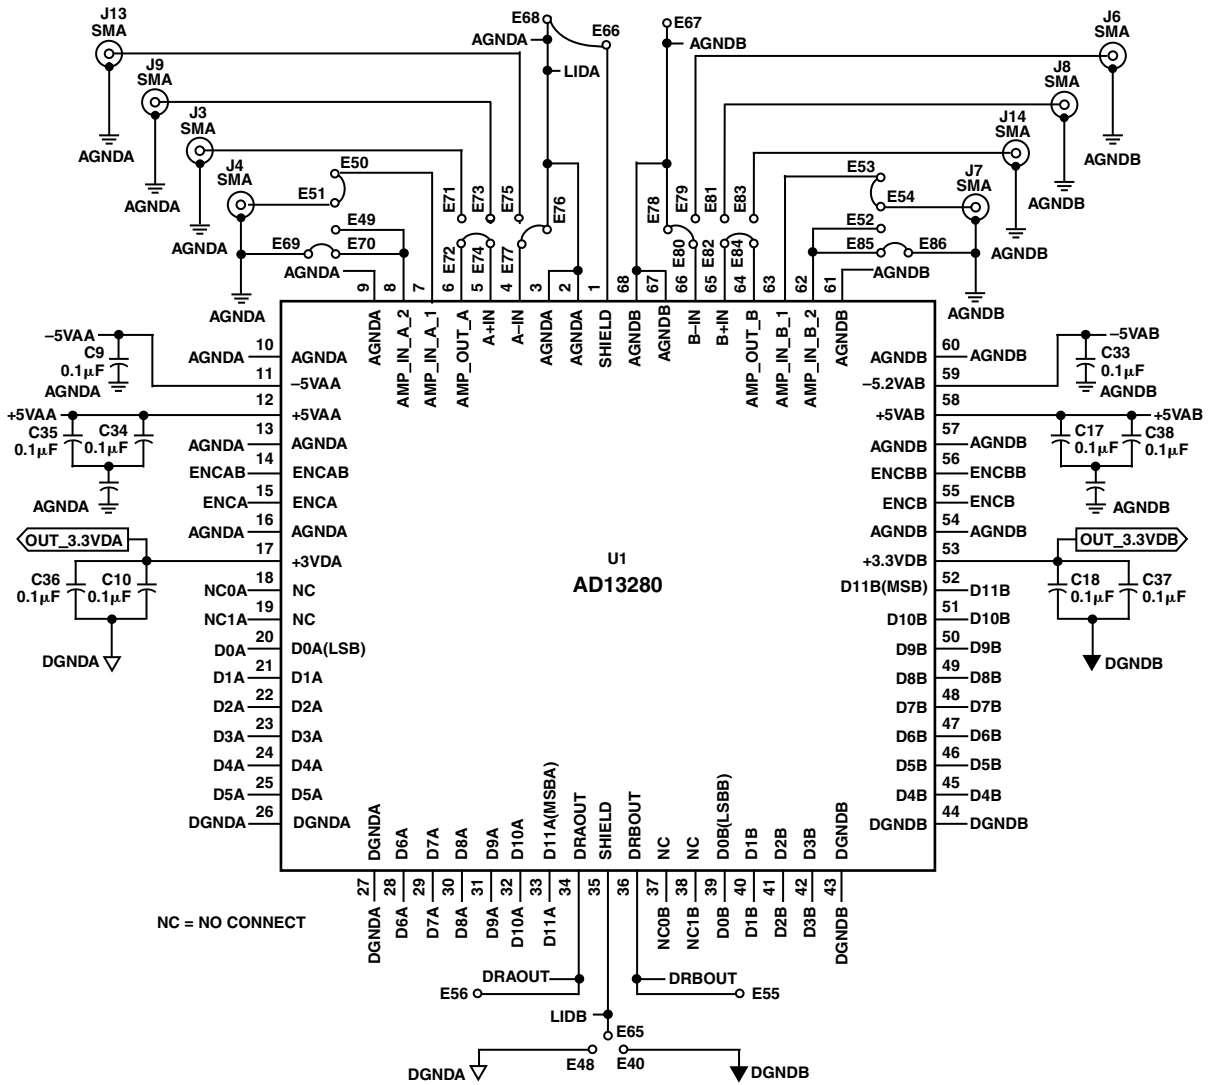 J13
SMA
J9
SMA
J3
SMA
J4
SMA
E68
E66
AGNDA
LIDA
E67
AGNDB
J6
SMA
J8
SMA
J14
SMA
J7
SMA
AGNDA
AGNDA
AGNDA
AGNDA
AGNDB
AGNDB
AGNDB
AGNDB
E50
E51
E49
E69
E70
AGNDA
E71
E73
E75
E76
E72
E74
E77
E78
E79
E81
E83
E80
E82
E84
E53
E54
E52
E85
E86
AGNDB
9
8
7
6
5
4
3
2
1
68
67
66
65
64
63
62
61
AGNDA
AMP_IN_A_2
AMP_IN_A_1
AMP_OUT_A
A+IN
A–IN
AGNDA
AGNDA
SHIELD
AGNDB
AGNDB
B–IN
B+IN
AMP_OUT_B
AMP_IN_B_1
AMP_IN_B_2
AGNDB
–5VAA
C9
0.1µF
AGNDA
+5VAA
C35
0.1µF
C34
0.1µF
AGNDA
OUT_3.3VDA
C36
0.1µF
C10
0.1µF
DGNDA
AGNDA 10 AGNDA
11 –5VAA
12 +5VAA
AGNDA 13 AGNDA
ENCAB 14 ENCAB
ENCA 15 ENCA
AGNDA 16 AGNDA
17 +3VDA
NC0A 18 NC
NC1A 19 NC
D0A 20 D0A(LSB)
D1A 21 D1A
D2A 22 D2A
D3A 23 D3A
D4A 24 D4A
D5A 25 D5A
DGNDA 26 DGNDA
U1
AD13280
AGNDB 60 AGNDB
–5.2VAB 59
+5VAB 58
AGNDB 57 AGNDB
ENCBB 56 ENCBB
ENCB 55 ENCB
AGNDB 54 AGNDB
+3.3VDB 53
D11B(MSB) 52 D11B
D10B 51 D10B
D9B 50 D9B
D8B 49 D8B
D7B 48 D7B
D6B 47 D6B
D5B 46 D5B
D4B 45 D4B
DGNDB 44 DGNDB
–5VAB
C33
0.1µF
AGNDB
+5VAB
C17
0.1µF
C38
0.1µF
AGNDB
OUT_3.3VDB
C18
0.1µF
C37
0.1µF
DGNDB
DGNDA
D6A
D7A
D8A
D9A
D10A
D11A(MSBA)
DRAOUT
SHIELD
DRBOUT
NC
NC
D0B(LSBB)
D1B
D2B
D3B
DGNDB
27
28
29
30
31
32
33
34
35
36
37
38
39
40
41
42
43
DGNDA
D6A
D7A
D8A
D9A
D10A
D11A
NC0B
NC1B
D0B
D1B
D2B
D3B
DGNDB
NC = NO CONNECT
DRAOUT
E56
DRBOUT
E55
LIDB
E65
E48
E40
DGNDA
DGNDB